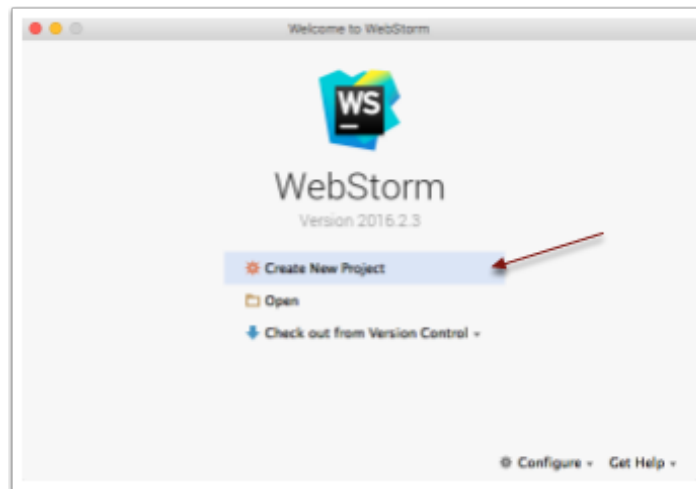 Welcome to WebStorm
WS
WebStorm
Version 2016.2.3
Create New Project
Open
Check out from Version Control
Configure
Get Help